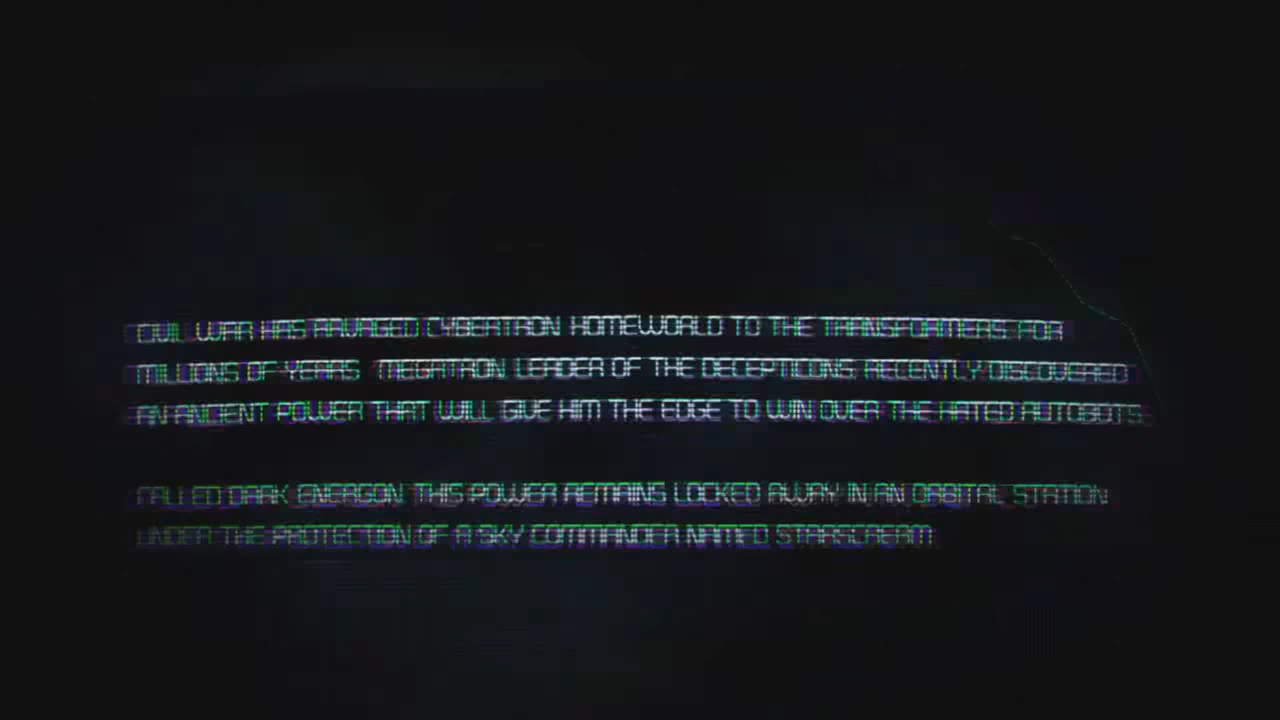 CIVIL WAR HAS RAVAGED CYBERTRON HOMEWORLD TO THE TRANSFORMERS FOR
MILLIONS OF YEARS MEGATRON LEADER OF THE DECEPTICONS, RECENTLY DISCOVERED
AN ANCIENT POWER THAT WILL GIVE HIM THE EDGE TO WIN OVER THE HATED AUTOBOTS.
CALLED DARK ENERGON, THIS POWER REMAINS LOCKED AWAY IN AN ORBITAL STATION
UNDER THE PROTECTION OF A SKY COMMANDER NAMED STARSCREAM.